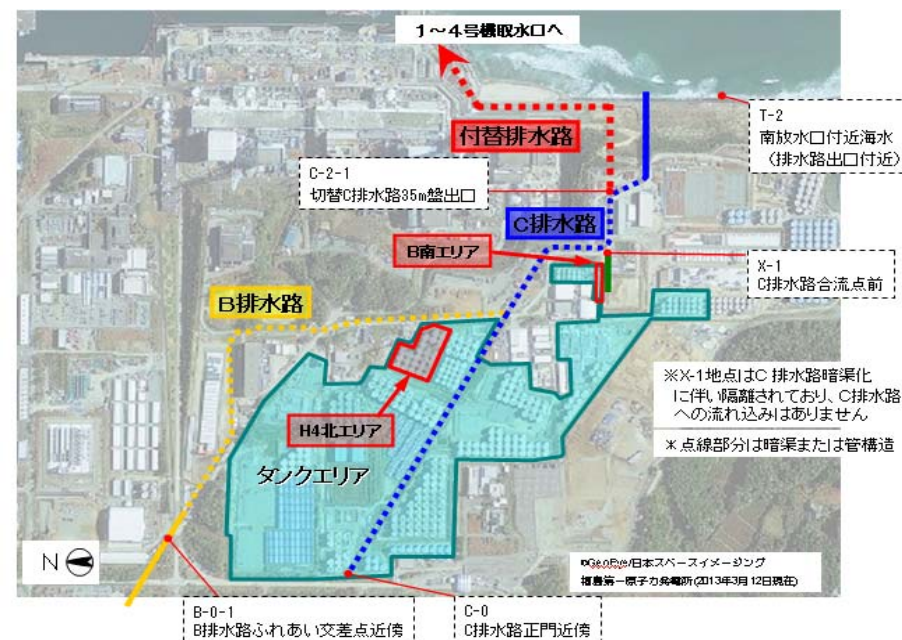 1～4号機取水口へ
付替排水路
T-2
南放水口付近海水
(排水路出口付近)
C-2-1
切替C排水路35m盤出口
C排水路
B南エリア
X-1
C排水路合流点前
B排水路
※X-1地点はC排水路暗渠化
に伴い隔離されており、C排水路
への流れ込みはありません
H4北エリア
*点線部分は暗渠または管構造
タンクエリア
N
©GeoEye/日本スペースイメージング
福島第一原子力発電所(2013年3月12日現在)
B-0-1
B排水路ふれあい交差点近傍
C-0
C排水路正門近傍